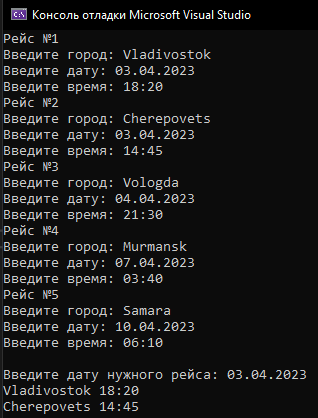 Консоль отладки Microsoft Visual Studio
Рейс №1
Введите город: Vladivostok
Введите дату: 03.04.2023
Введите время: 18:20
Рейс №2
Введите город: Cherepovets
Введите дату: 03.04.2023
Введите время: 14:45
Рейс №3
Введите город: Vologda
Введите дату: 04.04.2023
Введите время: 21:30
Рейс №4
Введите город: Murmansk
Введите дату: 07.04.2023
Введите время: 03:40
Рейс №5
Введите город: Samara
Введите дату: 10.04.2023
Введите время: 06:10
Введите дату нужного рейса: 03.04.2023
Vladivostok 18:20
Cherepovets 14:45